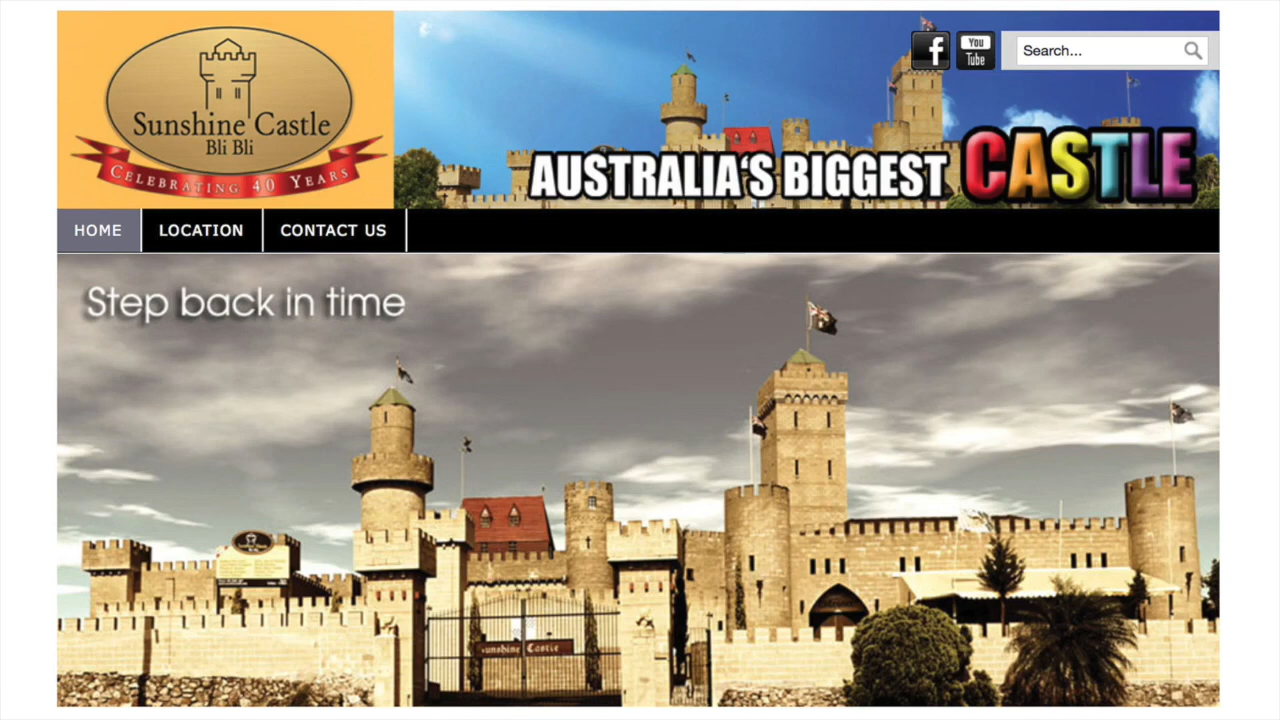 Sunshine Castle
Bli Bli
CELEBRATING 40 YEARS
You
Tube
Search...
AUSTRALIA'S BIGGEST CASTLE
HOME
LOCATION
CONTACT US
Step back in time
Sunshine Castle